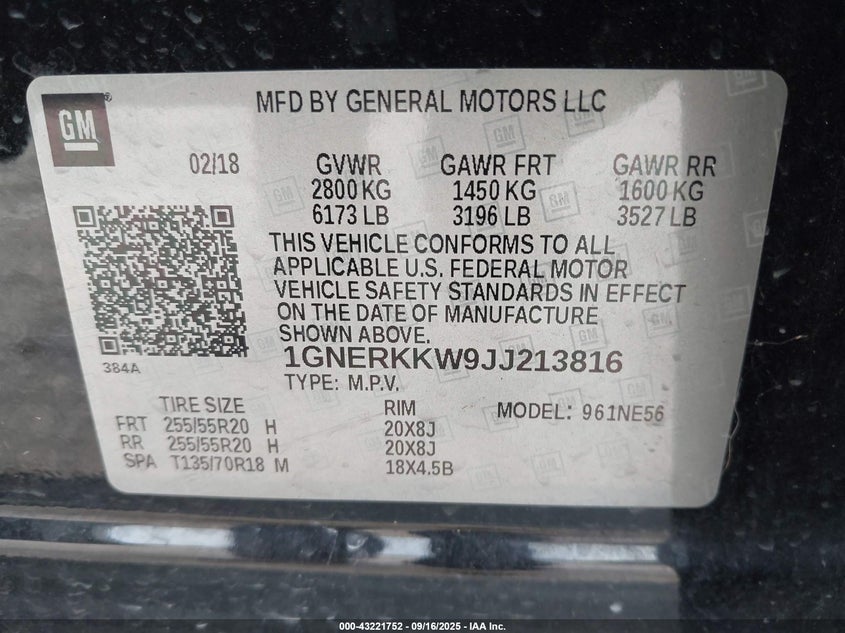 GM
MFD BY GENERAL MOTORS LLC
02/18 GVWR GAWR FRT GAWR RR
2800 KG 1450 KG 1600 KG
6173 LB 3196 LB 3527 LB
THIS VEHICLE CONFORMS TO ALL
APPLICABLE U.S. FEDERAL MOTOR
VEHICLE SAFETY STANDARDS IN EFFECT
ON THE DATE OF MANUFACTURE
SHOWN ABOVE.
1GNERKKW9JJ213816
384A
TYPE: M.P.V.
TIRE SIZE RIM MODEL: 961NE56
FRT 255/55R20 H 20X8J
RR 255/55R20 H 20X8J
SPA T135/70R18 M 18X4.5B
000-43221752 - 09/16/2025 - IAA Inc.